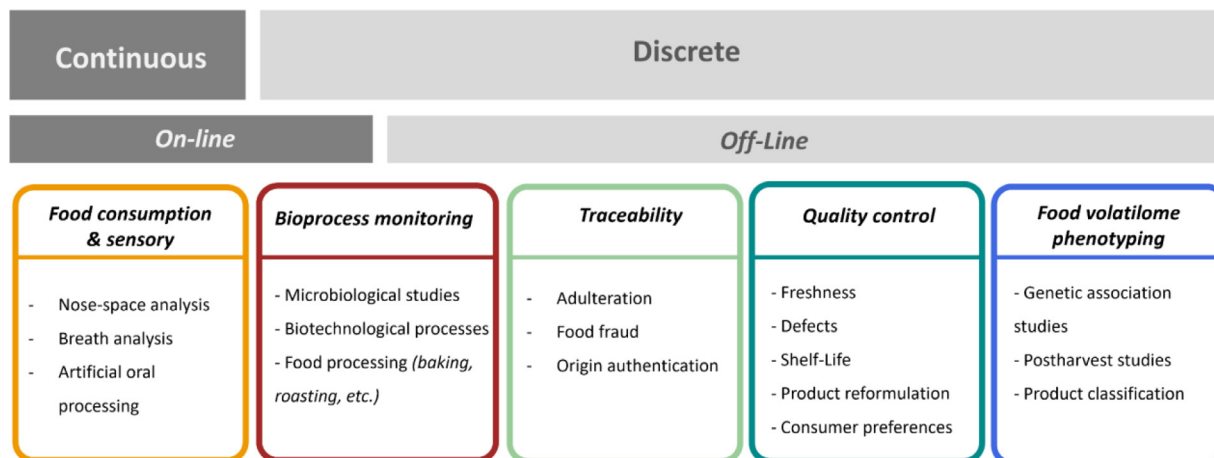 Continuous
Discrete
On-line
Off-Line
Food consumption
& sensory
- Nose-space analysis
- Breath analysis
- Artificial oral
processing
Bioprocess monitoring
- Microbiological studies
- Biotechnological processes
- Food processing (baking,
roasting, etc.)
Traceability
- Adulteration
- Food fraud
- Origin authentication
Quality control
- Freshness
- Defects
- Shelf-Life
- Product reformulation
- Consumer preferences
Food volatilome
phenotyping
- Genetic association
studies
- Postharvest studies
- Product classification